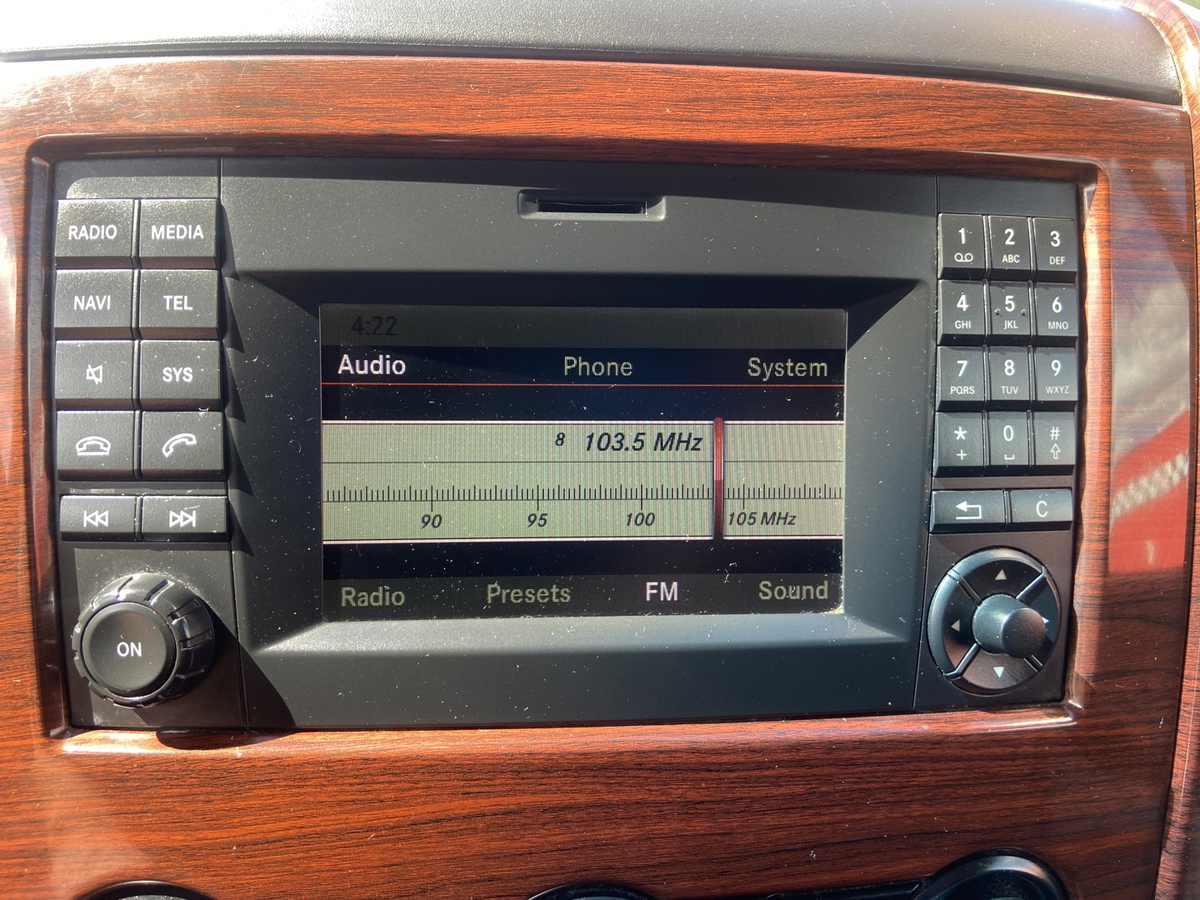 RADIO MEDIA
NAVI TEL
SYS
ON
4:22
Audio Phone System
8 103.5 MHz
90 95 100 105 MHz
Radio Presets FM Sound
1 2 3
ABC DEF
4 5 6
GHI JKL MNO
7 8 9
PQRS TUV WXYZ
* 0 #
+
C